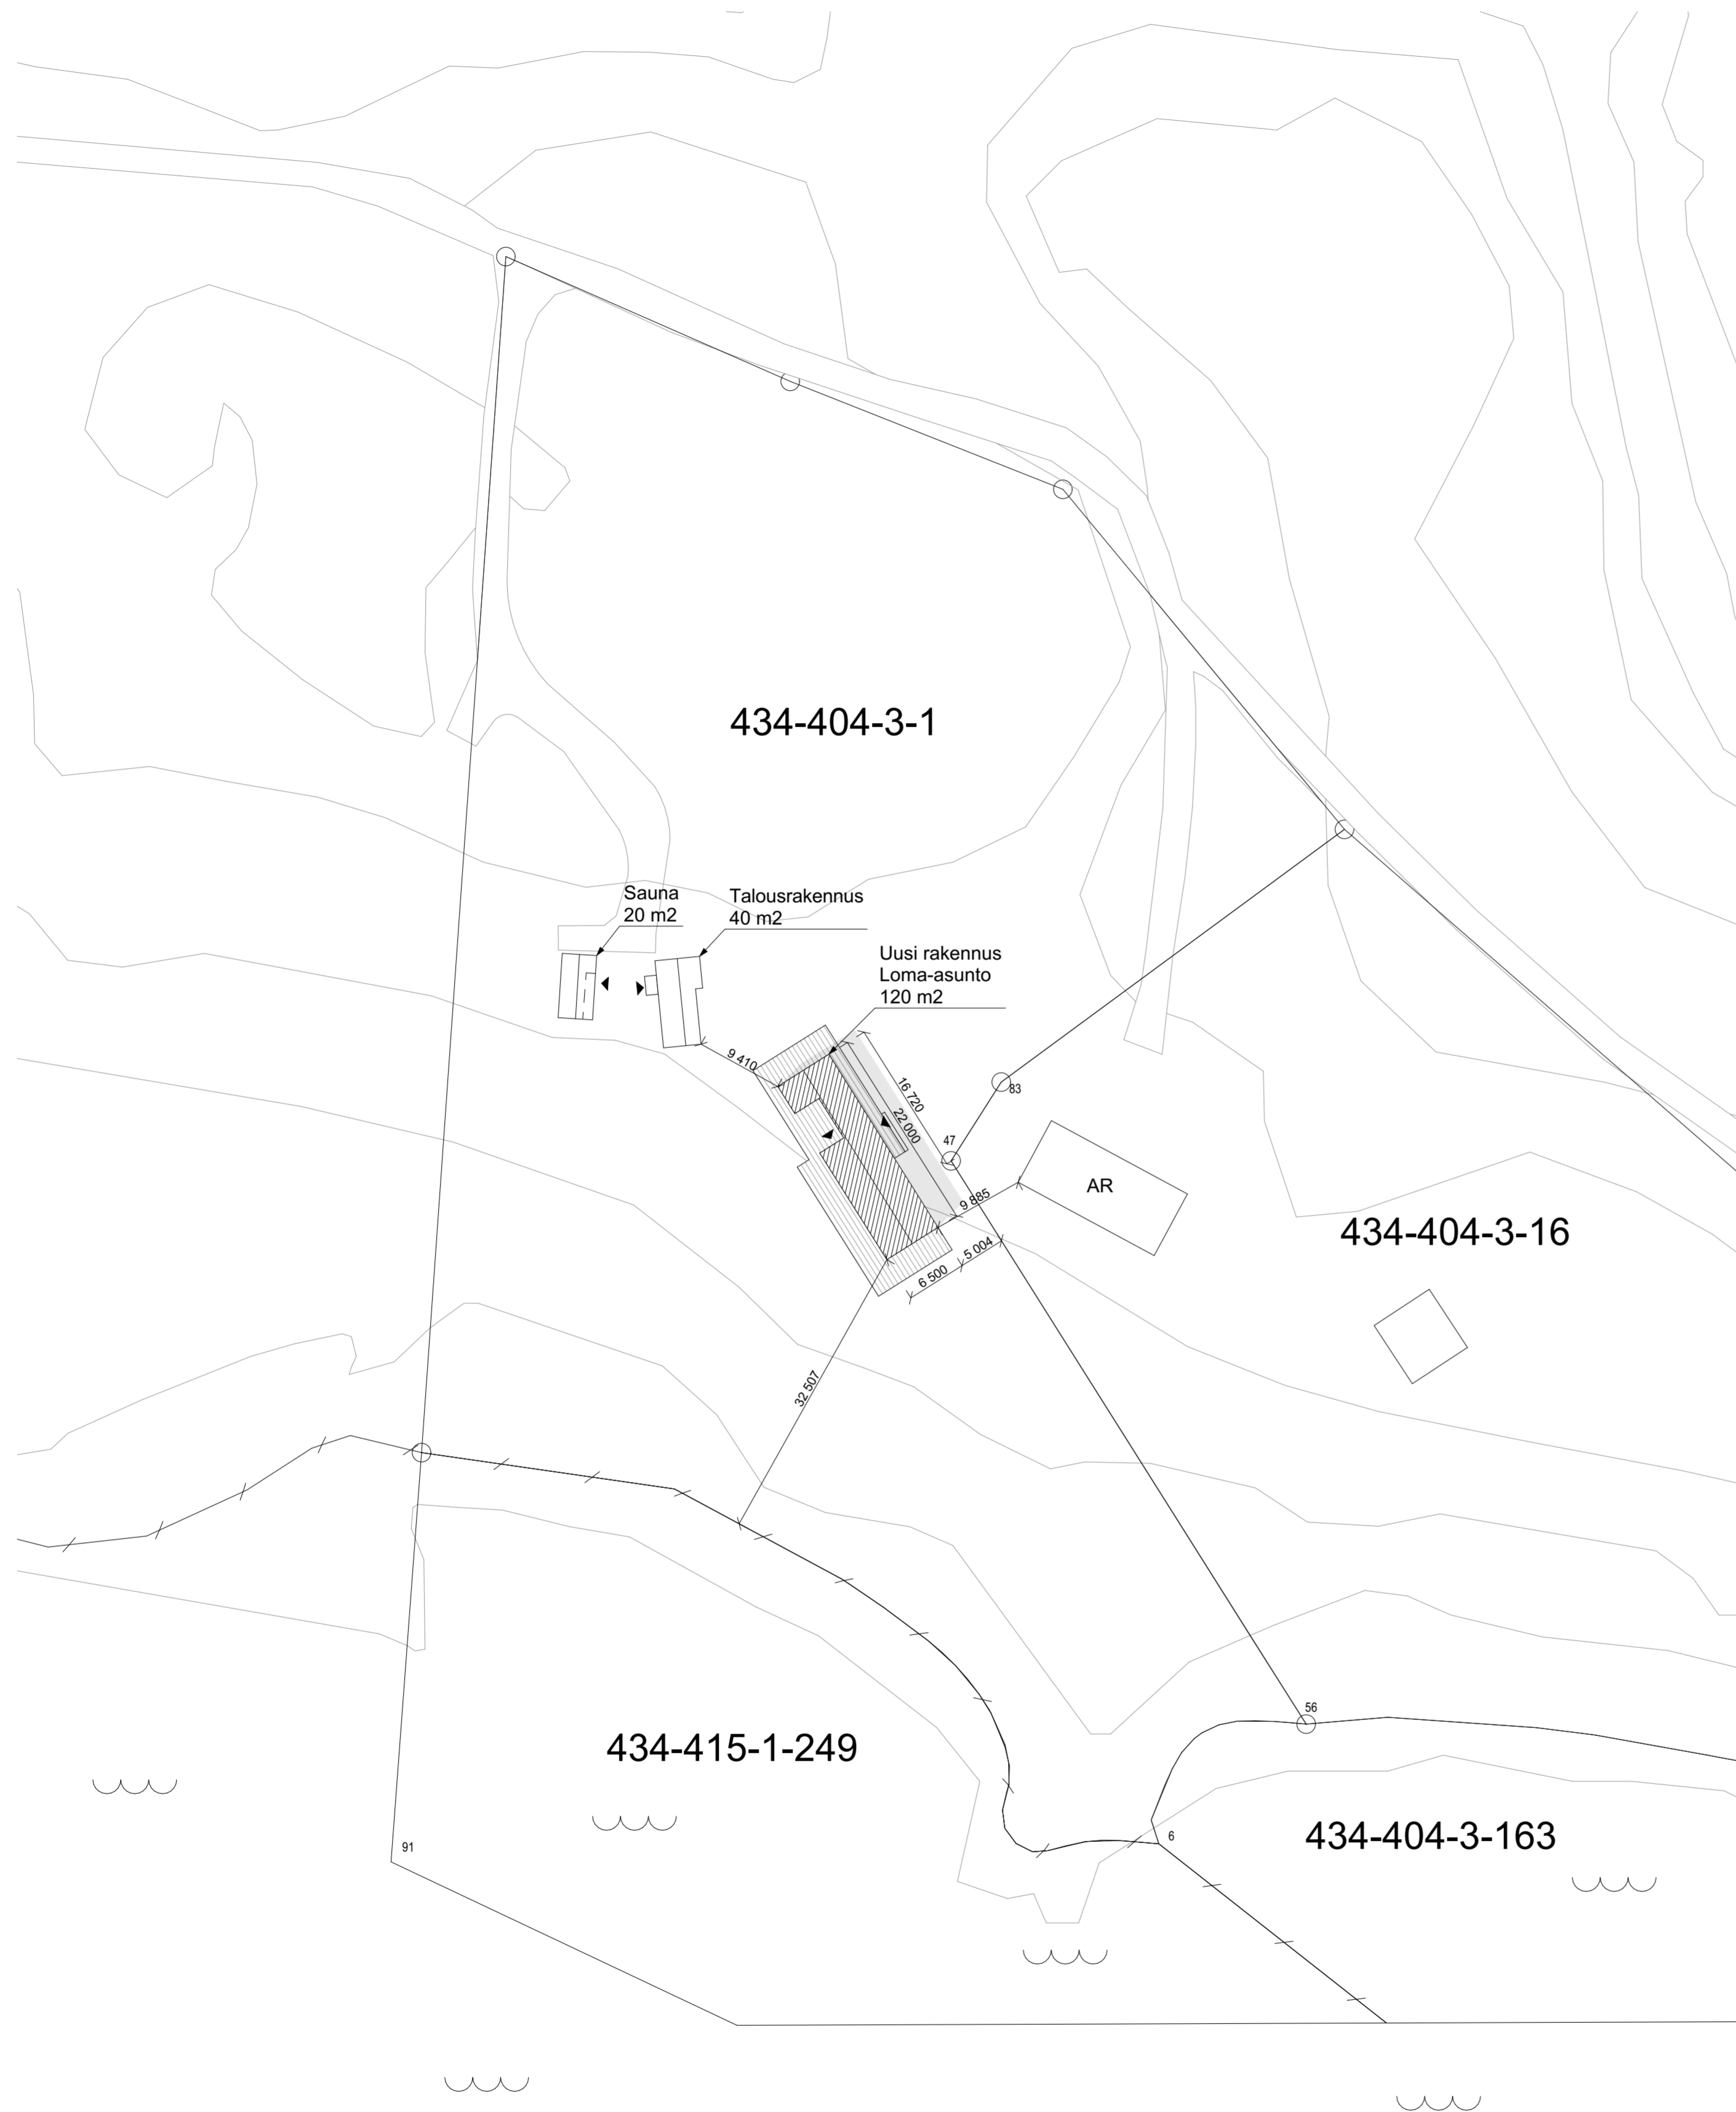 434-404-3-1
Sauna
20 m2
Talousrakennus
40 m2
Uusi rakennus
Loma-asunto
120 m2
9 410
16 720
22 000
83
47
9 885
AR
5 004
6 500
434-404-3-16
32 507
56
434-415-1-249
6
434-404-3-163
91